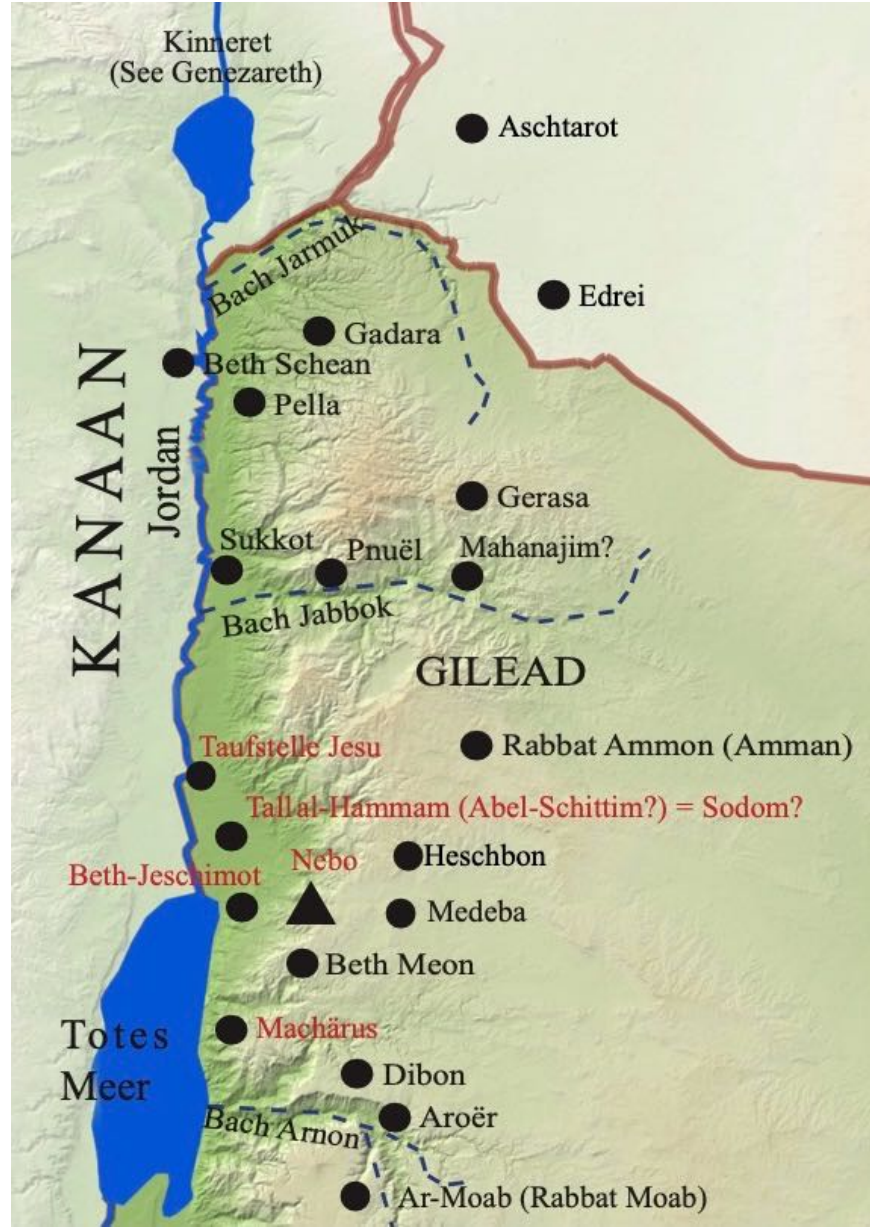 Kinneret
(See Genezareth)
Aschtarot
Bach Jarmuk
Edrei
Gadara
Beth Schean
Pella
KANAAN
Jordan
Gerasa
Sukkot
Pnuël
Mahanajim?
Bach Jabbok
GILEAD
Taufstelle Jesu
Rabbat Ammon (Amman)
Tall al-Hammam (Abel-Schittim?) = Sodom?
Nebo
Heschbon
Beth-Jeschimot
Medeba
Beth Meon
Totes
Meer
Machärus
Dibon
Bach Arnon
Aroër
Ar-Moab (Rabbat Moab)